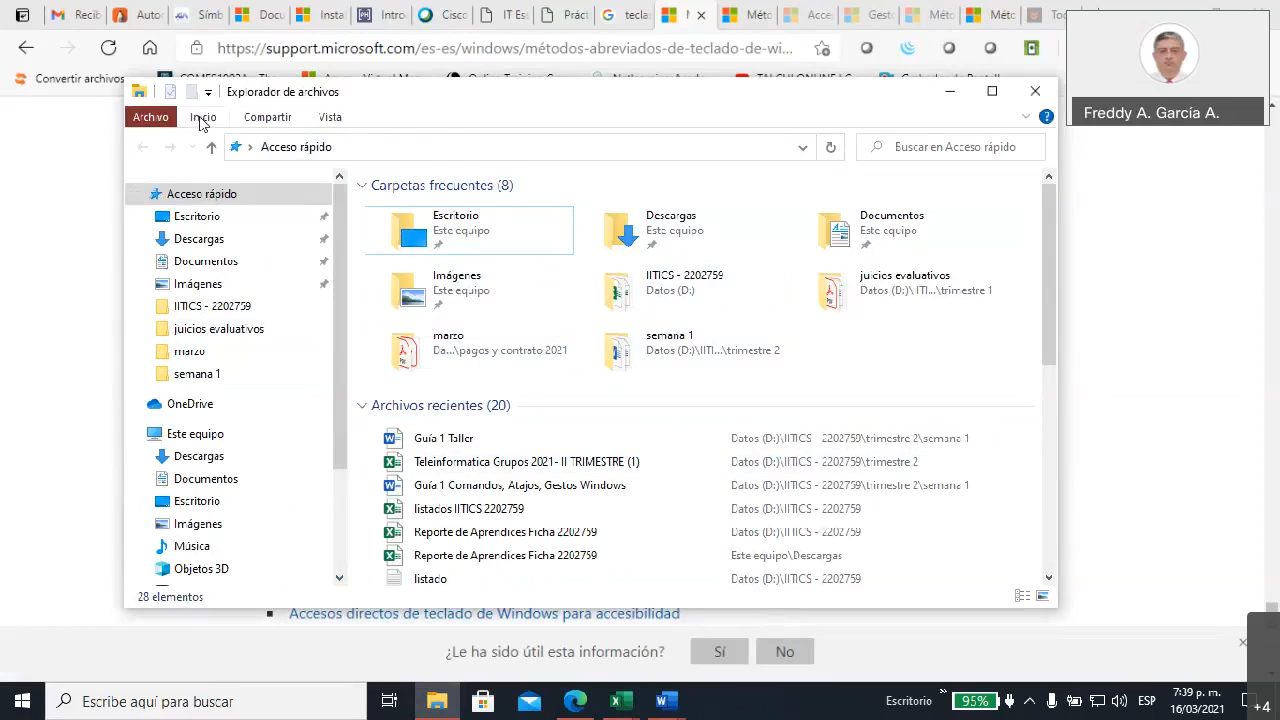 Recib
Autor
Símb
Docu
Insta
Intro
Cisco
IT Ess
Práct
tecla
Méto
Acce
Gesti
Méto
Méto
Too
https://support.microsoft.com/es-es/windows/métodos-abreviados-de-teclado-de-wi...
Convertir archivos
Explorador de archivos
Archivo Inicio Compartir Vista
Acceso rápido
Buscar en Acceso rápido
Acceso rápido
Escritorio
Descargas
Documentos
Imágenes
IITICS - 2202759
juicios evaluativos
marzo
semana 1
OneDrive
Este equipo
Descargas
Documentos
Escritorio
Imágenes
Música
Objetos 3D
Carpetas frecuentes (8)
Escritorio
Este equipo
Descargas
Este equipo
Documentos
Este equipo
Imágenes
Este equipo
IITICS - 2202759
Datos (D:)
juicios evaluativos
Datos (D:)\ ITI...\trimestre 1
marzo
Da...\pagos y contrato 2021
semana 1
Datos (D:)\IITI...\trimestre 2
Archivos recientes (20)
Guía 1 Taller Datos (D:)\IITICS - 2202759\trimestre 2\semana 1
Teleinformatica Grupos 2021- II TRIMESTRE (1) Datos (D:)\IITICS - 2202759\trimestre 2
Guía 1 Comandos, Atajos, Gestos Windows Datos (D:)\IITICS - 2202759\trimestre 2\semana 1
listados IITICS 2202759 Datos (D:)\IITICS - 2202759
Reporte de Aprendices Ficha 2202759 Datos (D:)\IITICS - 2202759
Reporte de Aprendices Ficha 2202759 Este equipo\Descargas
listado Datos (D:)\IITICS - 2202759
28 elementos
Freddy A. García A.
Accesos directos de teclado de Windows para accesibilidad
¿Le ha sido útil esta información? Sí No
Escribe aquí para buscar
Escritorio
95%
ESP
7:39 p. m.
16/03/2021
+4